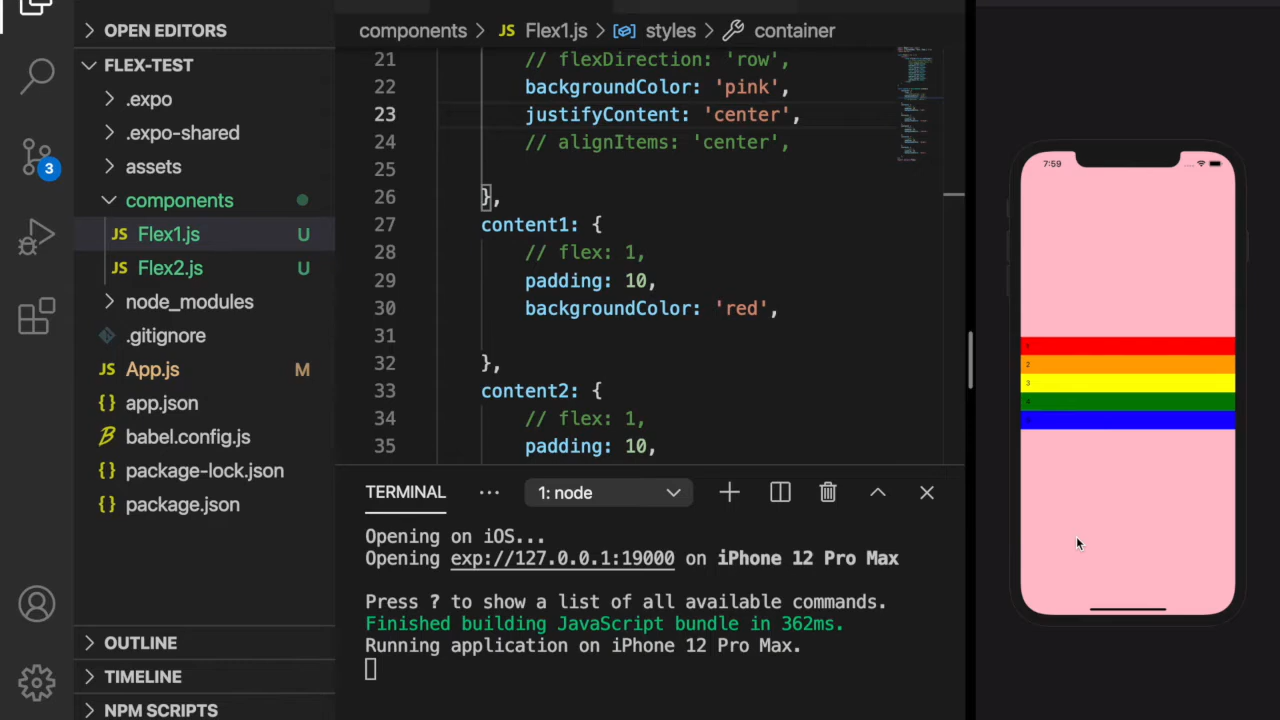 OPEN EDITORS
FLEX-TEST
.expo
.expo-shared
assets
components
JS Flex1.js U
JS Flex2.js U
node_modules
.gitignore
JS App.js M
{} app.json
babel.config.js
{} package-lock.json
{} package.json
OUTLINE
TIMELINE
NPM SCRIPTS
3
components > JS Flex1.js > styles > container
21 // flexDirection: 'row',
22 backgroundColor: 'pink',
23 justifyContent: 'center',
24 // alignItems: 'center',
25
26 },
27 content1: {
28 // flex: 1,
29 padding: 10,
30 backgroundColor: 'red',
31
32 },
33 content2: {
34 // flex: 1,
35 padding: 10,
TERMINAL ... 1: node
Opening on iOS...
Opening exp://127.0.0.1:19000 on iPhone 12 Pro Max
Press ? to show a list of all available commands.
Finished building JavaScript bundle in 362ms.
Running application on iPhone 12 Pro Max.
7:59
2
3